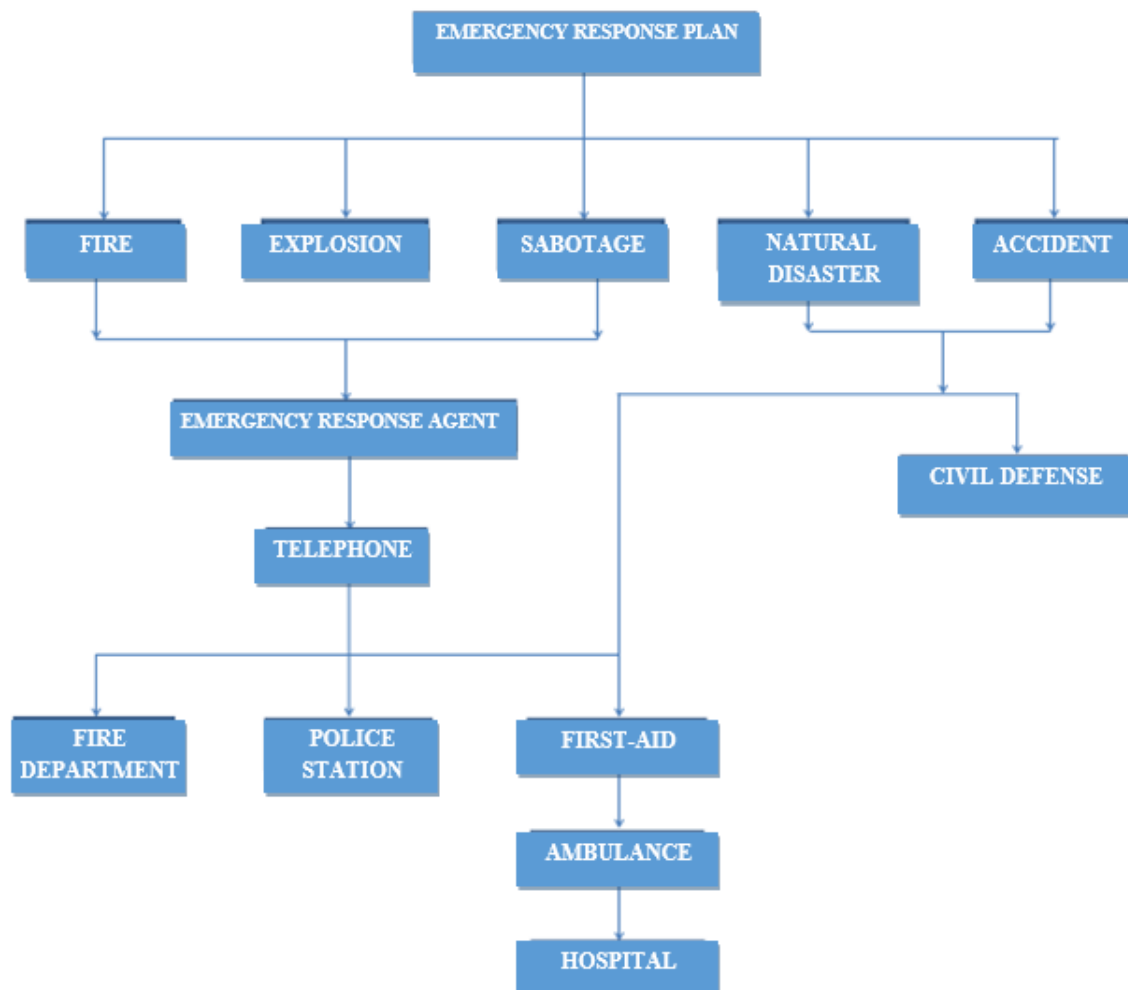 EMERGENCY RESPONSE PLAN
FIRE
EXPLOSION
SABOTAGE
NATURAL
DISASTER
ACCIDENT
EMERGENCY RESPONSE AGENT
CIVIL DEFENSE
TELEPHONE
FIRE
DEPARTMENT
POLICE
STATION
FIRST-AID
AMBULANCE
HOSPITAL